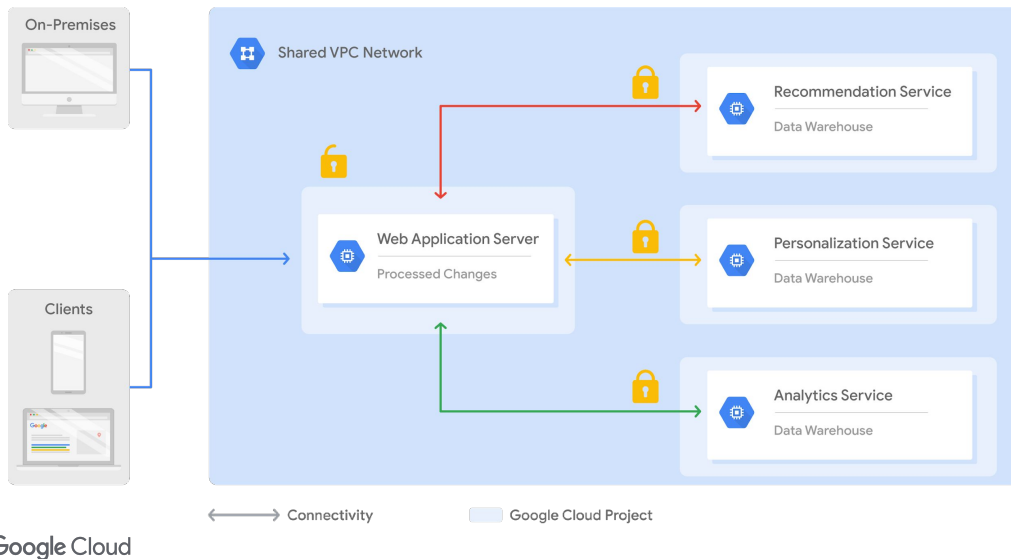 On-Premises
Shared VPC Network
Recommendation Service
Data Warehouse
Web Application Server
Processed Changes
Personalization Service
Data Warehouse
Clients
Google
Analytics Service
Data Warehouse
Connectivity
Google Cloud Project
Google Cloud